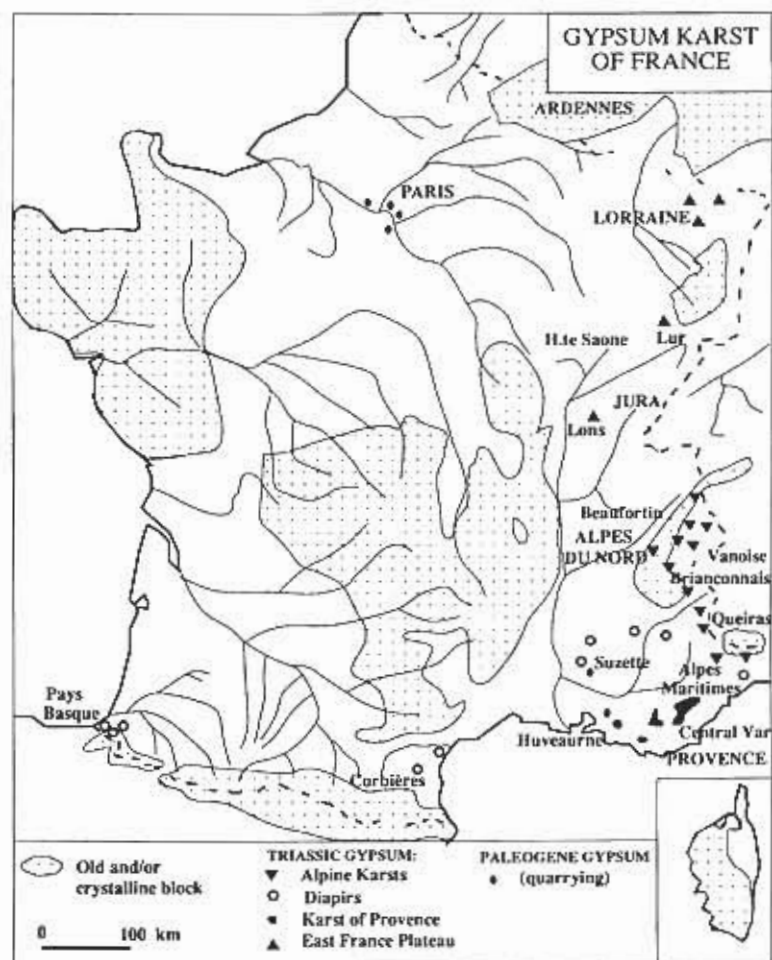 GYPSUM KARST
OF FRANCE
ARDENNES
PARIS
LORRAINE
H.te Saone
Lur
JURA
Lons
Beaufortin
ALPES
DU NORD
Vanoise
Briançonnais
Queiras
Suzette
Alpes
Maritimes
Pays
Basque
Huveaurne
Central Var
PROVENCE
Corbières
Old and/or
crystalline block
0 100 km
TRIASSIC GYPSUM:
Alpine Karsts
Diapirs
Karst of Provence
East France Plateau
PALEOGENE GYPSUM
(quarrying)